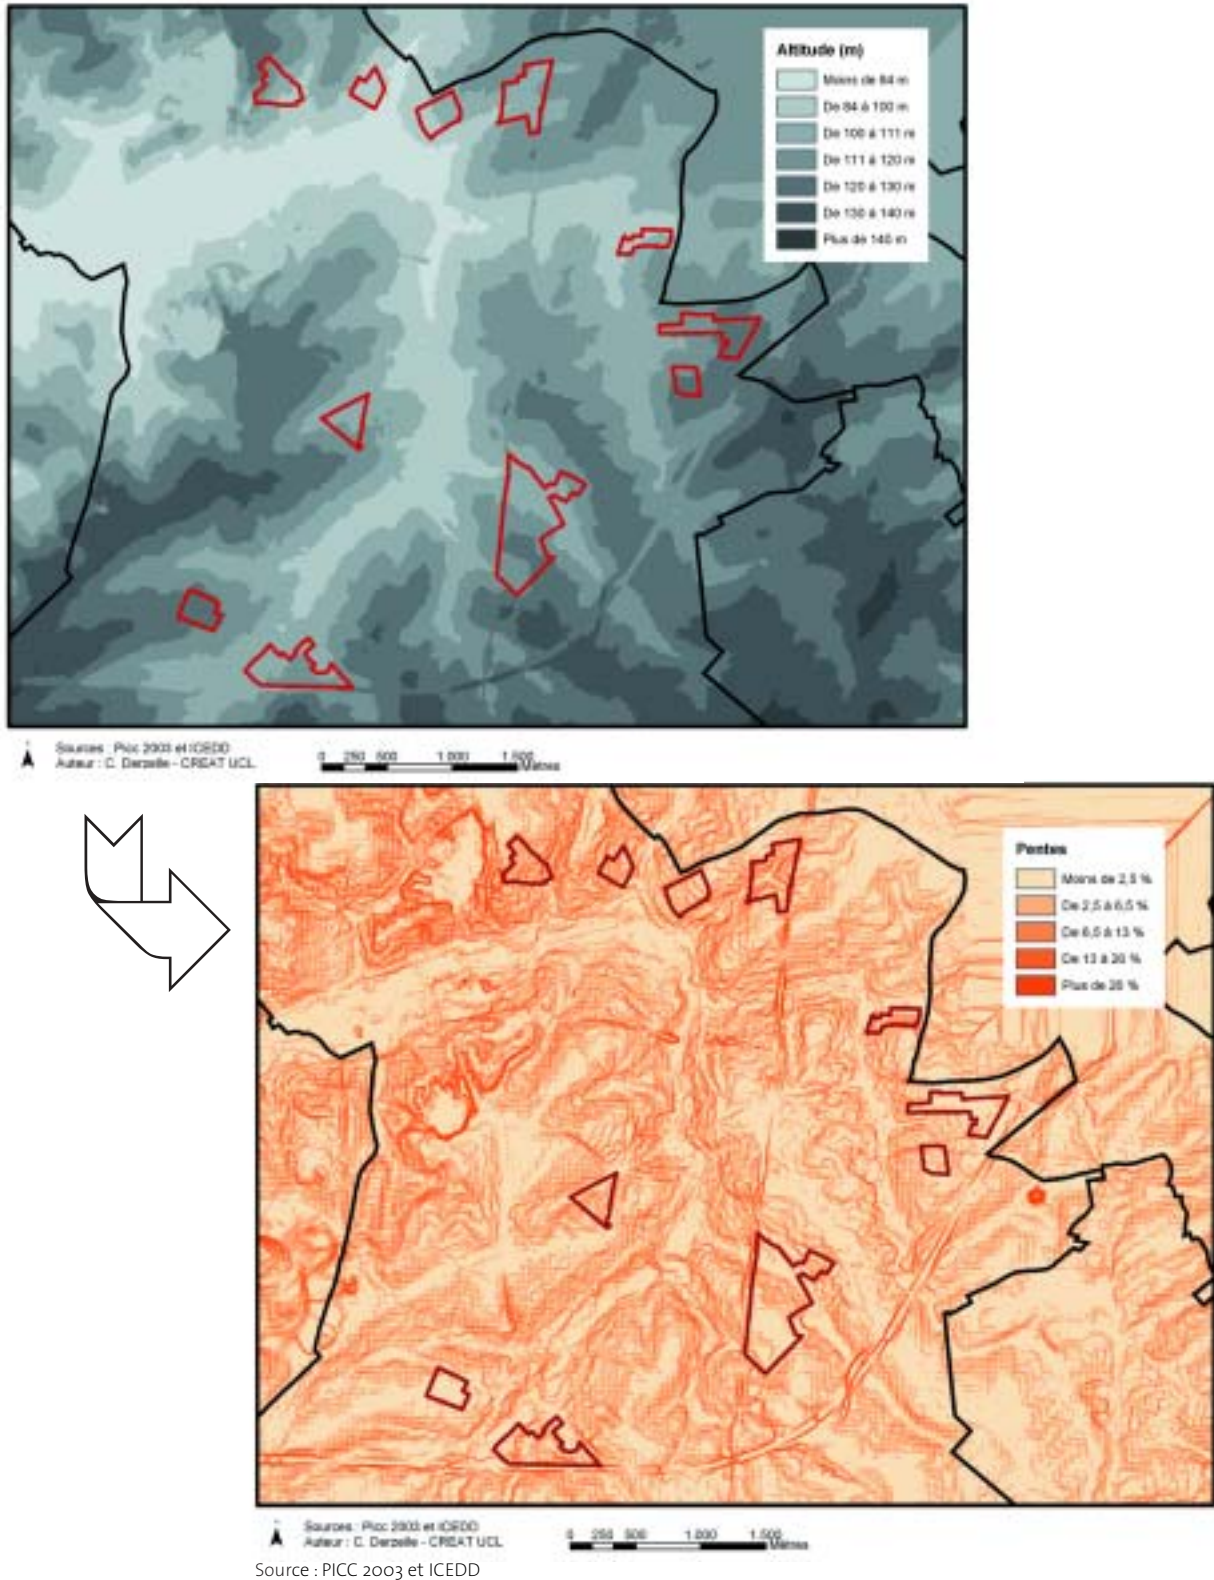 Altitude (m)
Moins de 84 m
De 84 à 100 m
De 100 à 111 m
De 111 à 120 m
De 120 à 130 m
De 130 à 140 m
Plus de 140 m
Sources : Picc 2003 et ICEDD
Auteur : C. Derzelle - CREAT UCL
0 250 500 1.000 1.500
Mètres
Pentes
Moins de 2,5 %
De 2,5 à 6,5 %
De 6,5 à 13 %
De 13 à 26 %
Plus de 26 %
Sources : Picc 2003 et ICEDD
Auteur : C. Derzelle - CREAT UCL
0 250 500 1.000 1.500
Mètres
Source : PICC 2003 et ICEDD